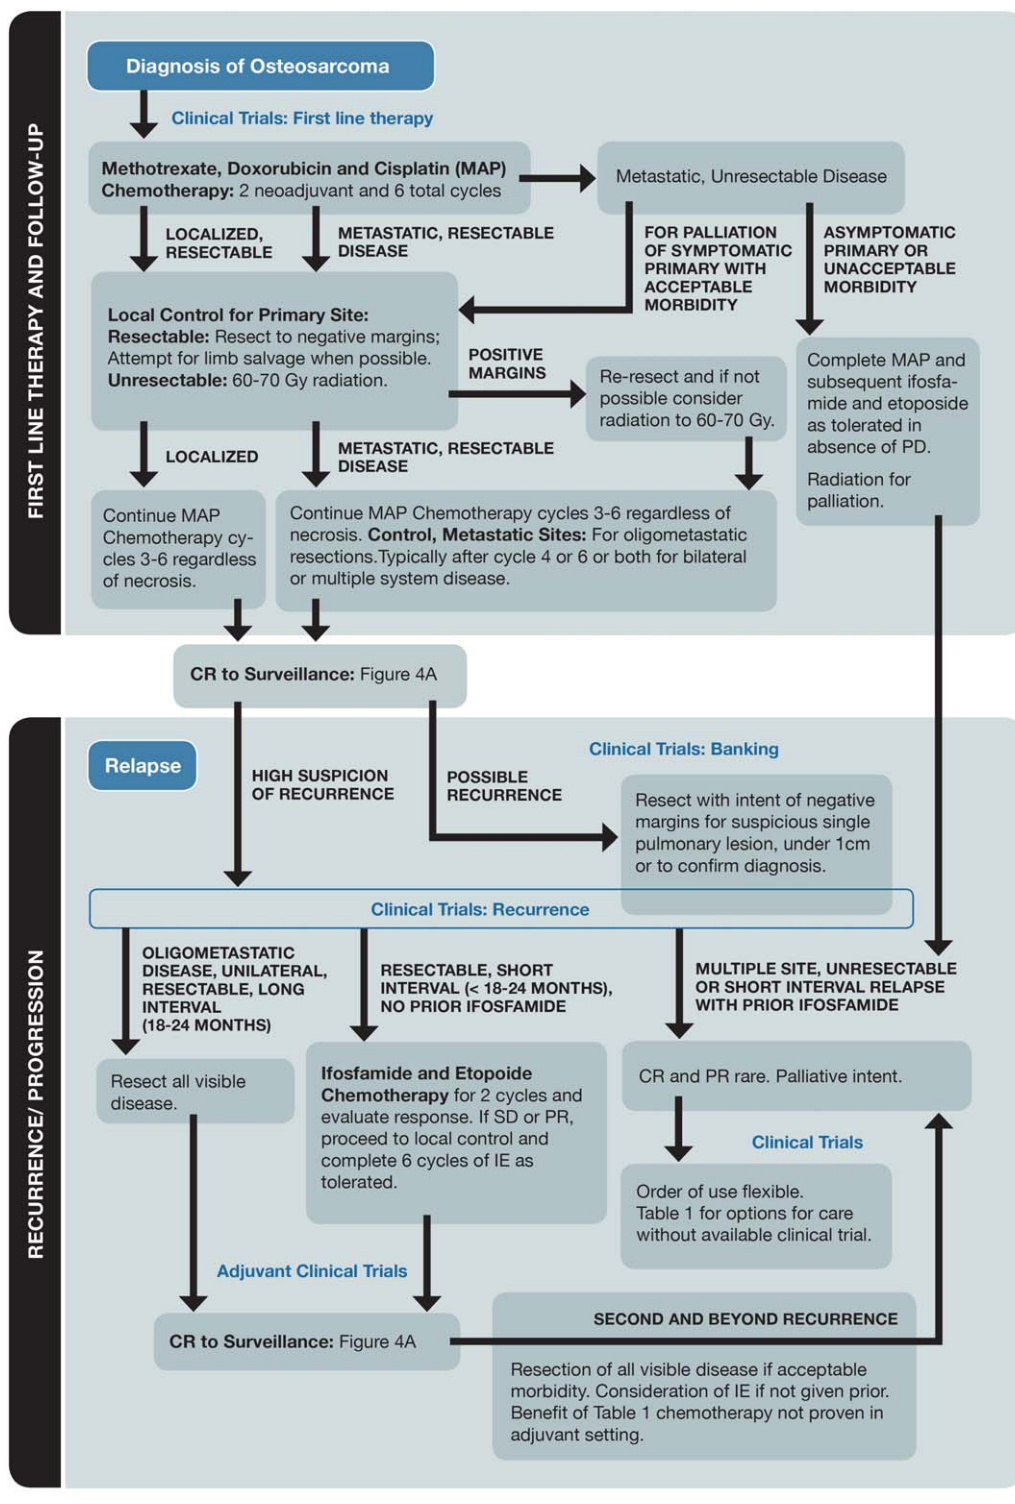 FIRST LINE THERAPY AND FOLLOW-UP
Diagnosis of Osteosarcoma
Clinical Trials: First line therapy
Methotrexate, Doxorubicin and Cisplatin (MAP)
Chemotherapy: 2 neoadjuvant and 6 total cycles
Metastatic, Unresectable Disease
LOCALIZED,
RESECTABLE
METASTATIC, RESECTABLE
DISEASE
FOR PALLIATION
OF SYMPTOMATIC
PRIMARY WITH
ACCEPTABLE
MORBIDITY
ASYMPTOMATIC
PRIMARY OR
UNACCEPTABLE
MORBIDITY
Local Control for Primary Site:
Resectable: Resect to negative margins;
Attempt for limb salvage when possible.
Unresectable: 60-70 Gy radiation.
POSITIVE
MARGINS
Re-resect and if not
possible consider
radiation to 60-70 Gy.
Complete MAP and
subsequent ifosfa-
mide and etoposide
as tolerated in
absence of PD.
Radiation for
palliation.
LOCALIZED
METASTATIC, RESECTABLE
DISEASE
Continue MAP
Chemotherapy cy-
cles 3-6 regardless
of necrosis.
Continue MAP Chemotherapy cycles 3-6 regardless of
necrosis. Control, Metastatic Sites: For oligometastatic
resections.Typically after cycle 4 or 6 or both for bilateral
or multiple system disease.
CR to Surveillance: Figure 4A
RECURRENCE/ PROGRESSION
Relapse
HIGH SUSPICION
OF RECURRENCE
POSSIBLE
RECURRENCE
Clinical Trials: Banking
Resect with intent of negative
margins for suspicious single
pulmonary lesion, under 1cm
or to confirm diagnosis.
Clinical Trials: Recurrence
OLIGOMETASTATIC
DISEASE, UNILATERAL,
RESECTABLE, LONG
INTERVAL
(18-24 MONTHS)
RESECTABLE, SHORT
INTERVAL (< 18-24 MONTHS),
NO PRIOR IFOSFAMIDE
MULTIPLE SITE, UNRESECTABLE
OR SHORT INTERVAL RELAPSE
WITH PRIOR IFOSFAMIDE
Resect all visible
disease.
Ifosfamide and Etopoide
Chemotherapy for 2 cycles and
evaluate response. If SD or PR,
proceed to local control and
complete 6 cycles of IE as
tolerated.
CR and PR rare. Palliative intent.
Clinical Trials
Order of use flexible.
Table 1 for options for care
without available clinical trial.
Adjuvant Clinical Trials
CR to Surveillance: Figure 4A
SECOND AND BEYOND RECURRENCE
Resection of all visible disease if acceptable
morbidity. Consideration of IE if not given prior.
Benefit of Table 1 chemotherapy not proven in
adjuvant setting.